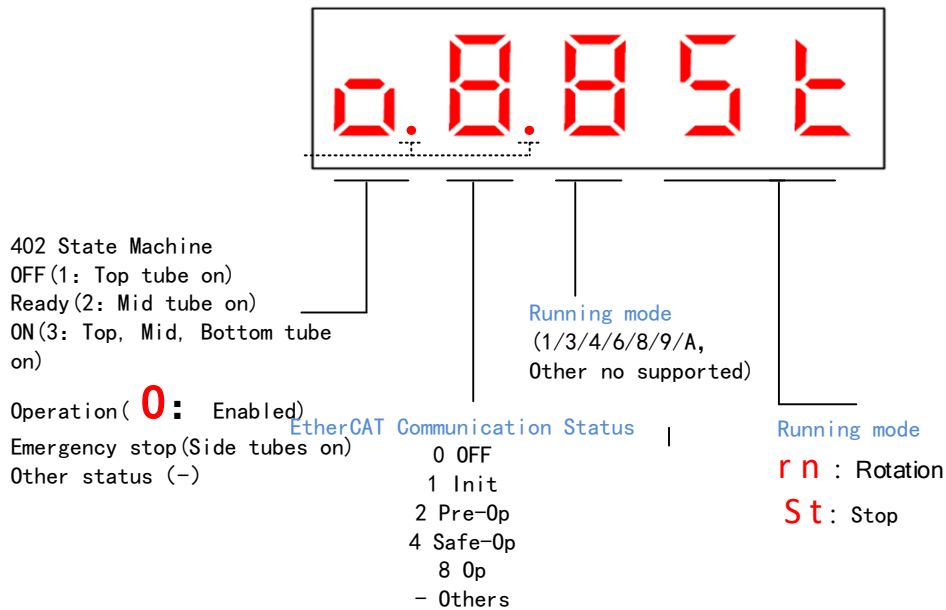 o.8.8St
402 State Machine
OFF(1: Top tube on)
Ready(2: Mid tube on)
ON(3: Top, Mid, Bottom tube
on)
Operation( 0: Enabled)
Emergency stop(Side tubes on)
Other status (-)
Running mode
(1/3/4/6/8/9/A,
Other no supported)
EtherCAT Communication Status
0 OFF
1 Init
2 Pre-Op
4 Safe-Op
8 Op
- Others
Running mode
rn : Rotation
St: Stop